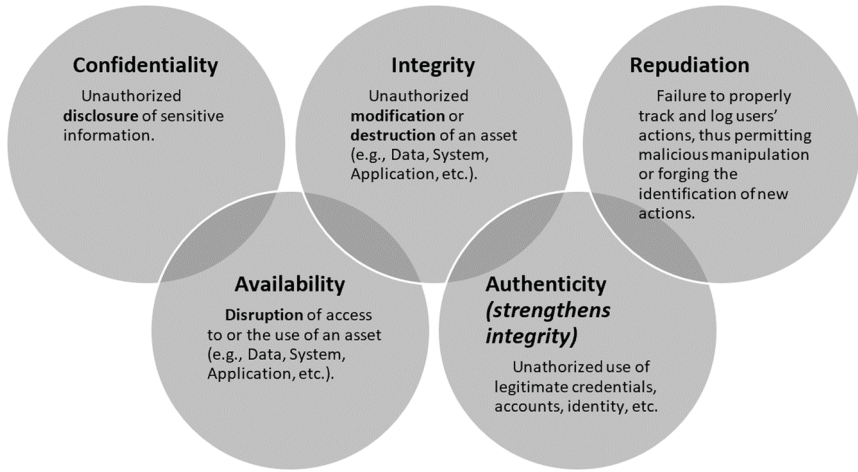 Confidentiality
Unauthorized
disclosure of sensitive
information.
Integrity
Unauthorized
modification or
destruction of an asset
(e.g., Data, System,
Application, etc.).
Repudiation
Failure to properly
track and log users’
actions, thus permitting
malicious manipulation
or forging the
identification of new
actions.
Availability
Disruption of access
to or the use of an asset
(e.g., Data, System,
Application, etc.).
Authenticity
(strengthens
integrity)
Unathorized use of
legitimate credentials,
accounts, identity, etc.